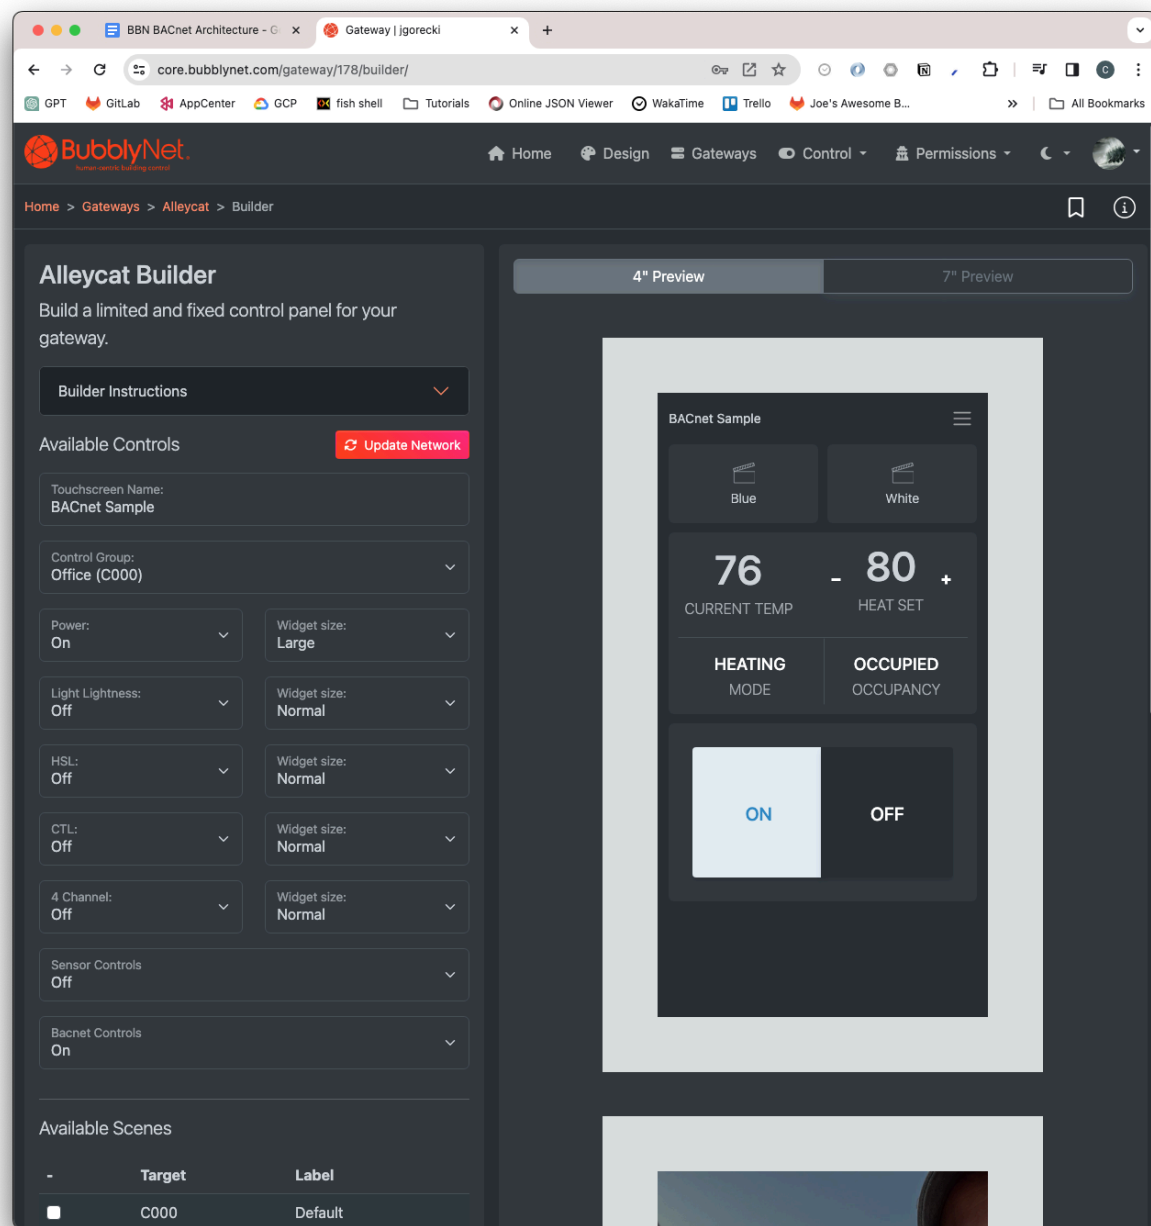 BBN BACnet Architecture - G
Gateway | jgorecki
core.bubblynet.com/gateway/178/builder/
GPT GitLab AppCenter GCP fish shell Tutorials Online JSON Viewer WakaTime Trello Joe's Awesome B... » All Bookmarks
BubblyNet.
human-centric building control
Home Design Gateways Control Permissions
Home > Gateways > Alleycat > Builder
Alleycat Builder
Build a limited and fixed control panel for your
gateway.
Builder Instructions
Available Controls
Update Network
Touchscreen Name:
BACnet Sample
Control Group:
Office (C000)
Power:
On
Widget size:
Large
Light Lightness:
Off
Widget size:
Normal
HSL:
Off
Widget size:
Normal
CTL:
Off
Widget size:
Normal
4 Channel:
Off
Widget size:
Normal
Sensor Controls
Off
Bacnet Controls
On
Available Scenes
- Target Label
C000 Default
4" Preview 7" Preview
BACnet Sample
Blue White
76 - 80 +
CURRENT TEMP HEAT SET
HEATING OCCUPIED
MODE OCCUPANCY
ON OFF
C